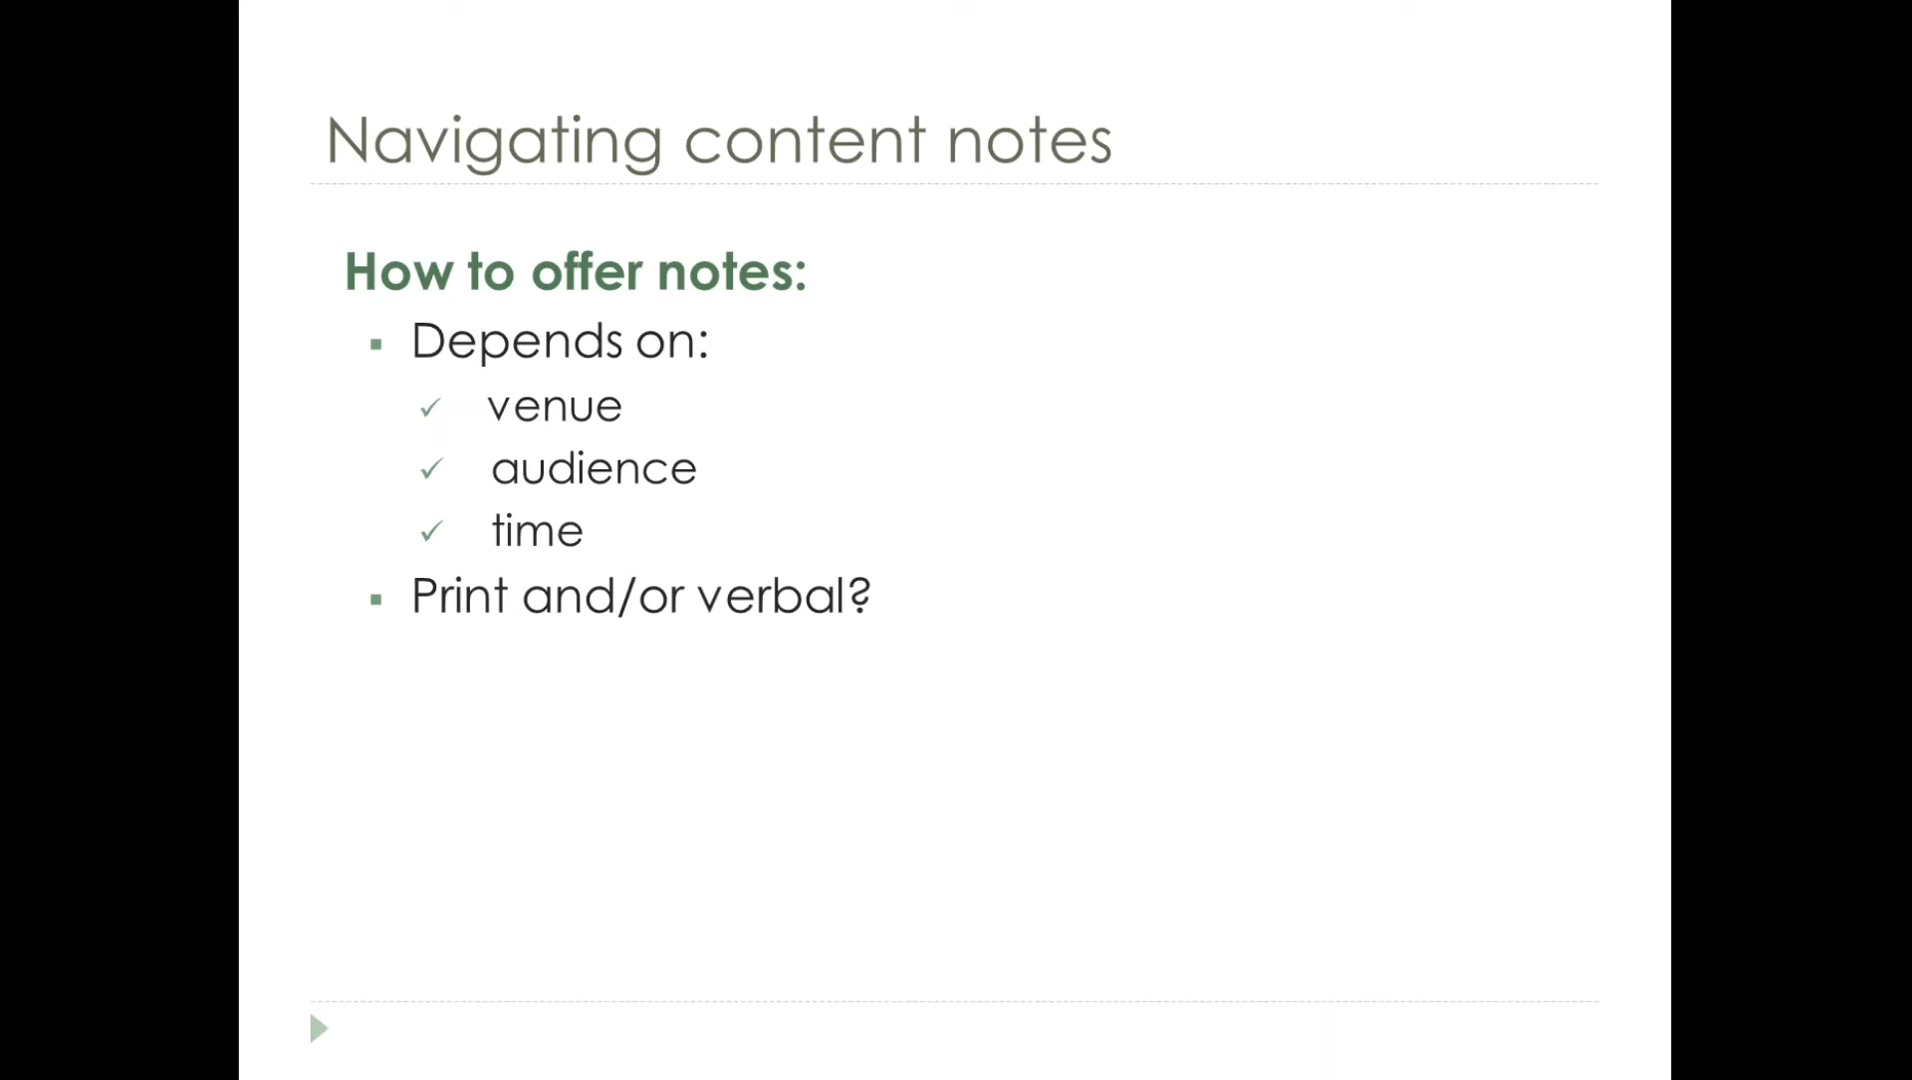 Navigating content notes
How to offer notes:
Depends on:
venue
audience
time
Print and/or verbal?